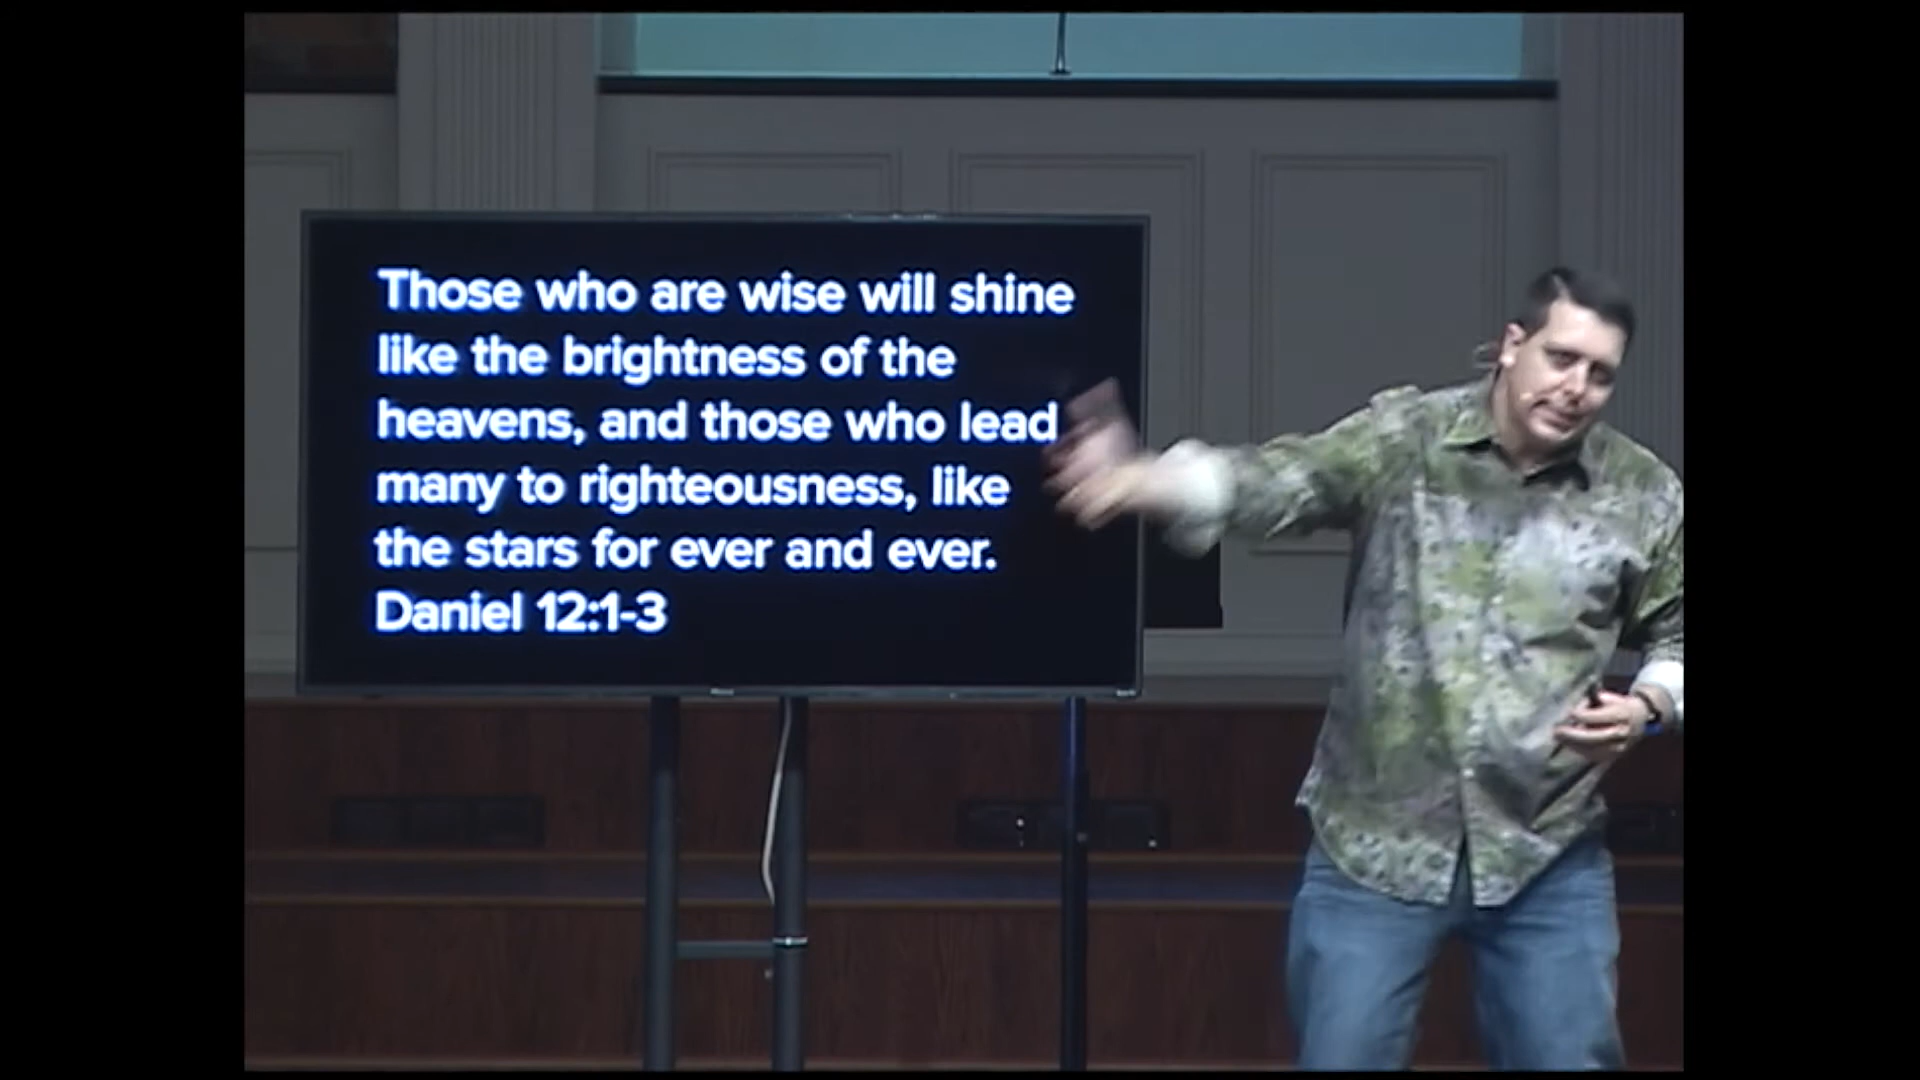 Those who are wise will shine
like the brightness of the
heavens, and those who lead
many to righteousness, like
the stars for ever and ever.
Daniel 12:1-3